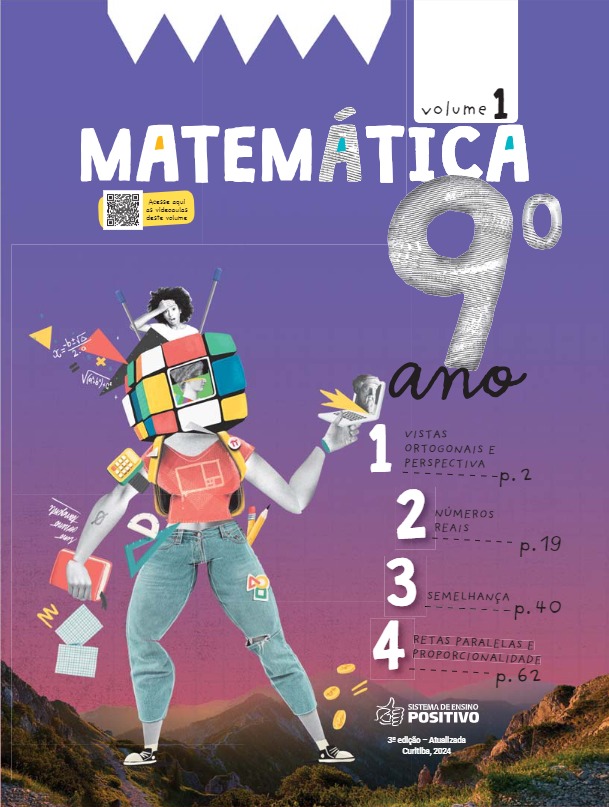 volume 1
MATEMÁTICA
Acesse aqui
as videoaulas
deste volume
9º
ano
1 VISTAS
ORTOGONAIS E
PERSPECTIVA
p. 2
2 NÚMEROS
REAIS
p. 19
3 SEMELHANÇA
p. 40
4 RETAS PARALELAS E
PROPORCIONALIDADE
p. 62
SISTEMA DE ENSINO
POSITIVO
3ª edição – Atualizada
Curitiba, 2024